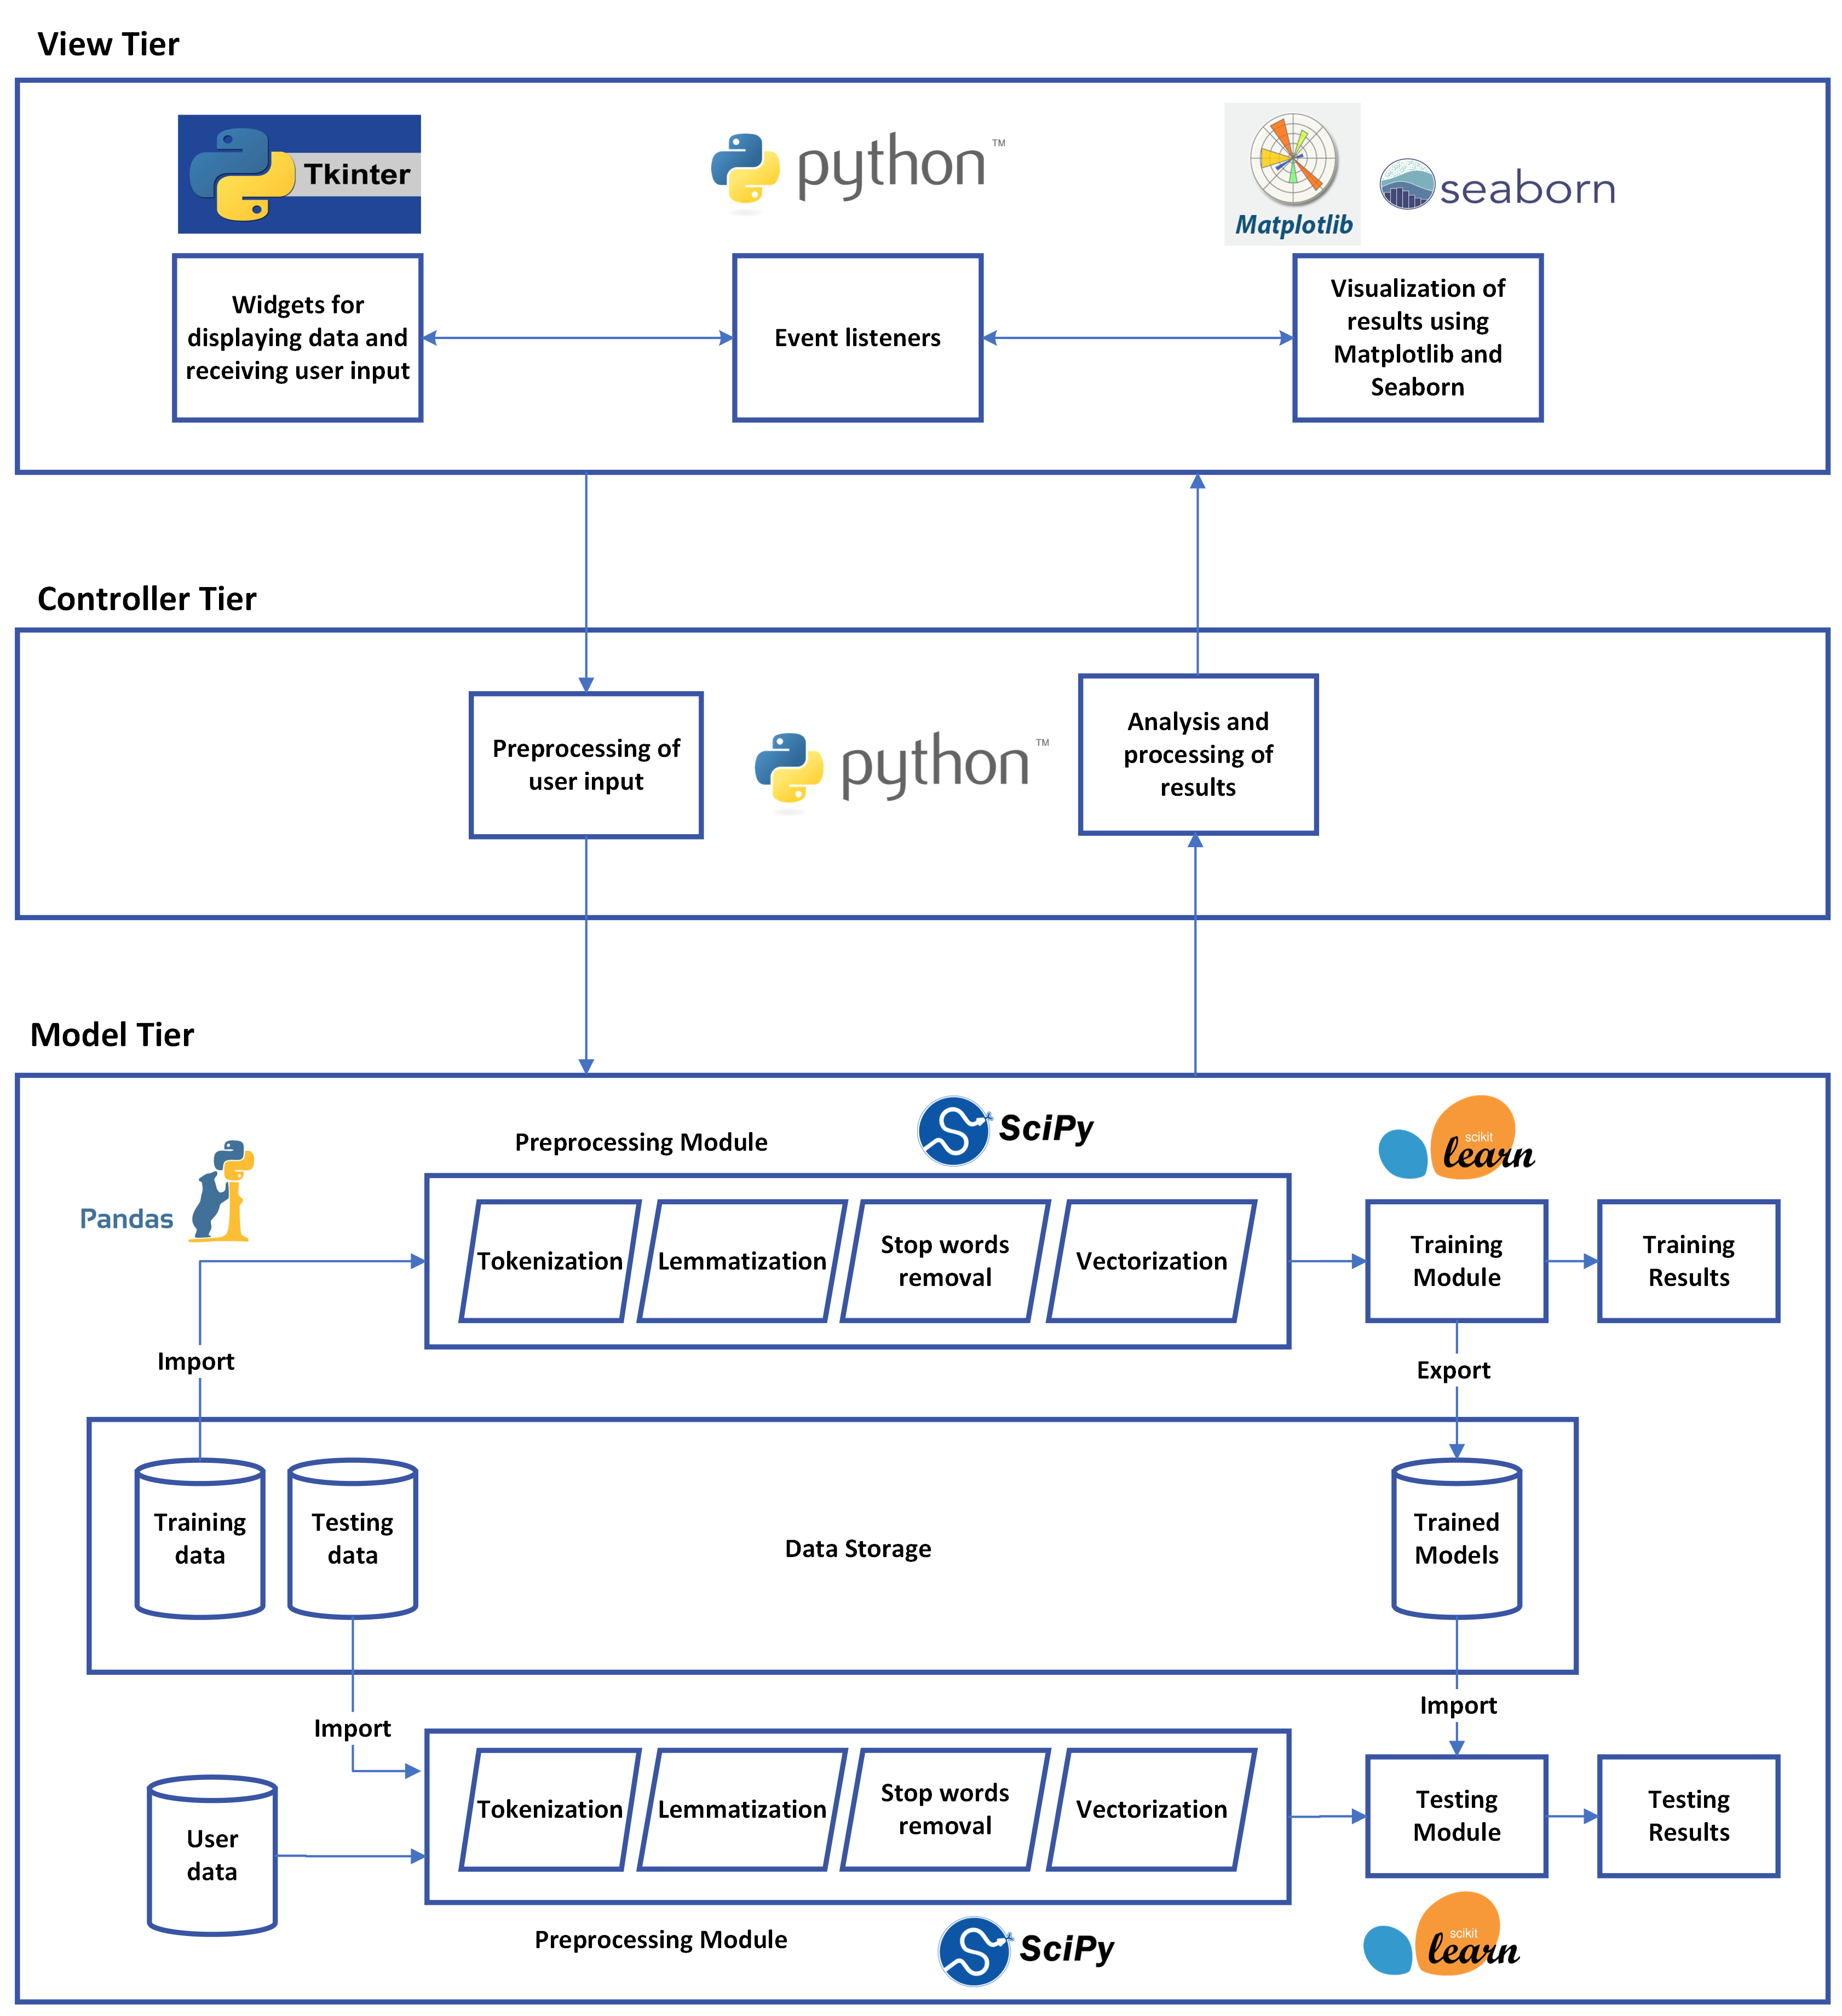 View Tier
Tkinter
python
TM
Matplotlib
seaborn
Widgets for
displaying data and
receiving user input
Event listeners
Visualization of
results using
Matplotlib and
Seaborn
Controller Tier
Preprocessing of
user input
python
TM
Analysis and
processing of
results
Model Tier
Pandas
Preprocessing Module
SciPy
scikit
learn
Tokenization
Lemmatization
Stop words
removal
Vectorization
Training
Module
Training
Results
Import
Export
Training
data
Testing
data
Data Storage
Trained
Models
Import
Import
User
data
Tokenization
Lemmatization
Stop words
removal
Vectorization
Testing
Module
Testing
Results
Preprocessing Module
SciPy
scikit
learn